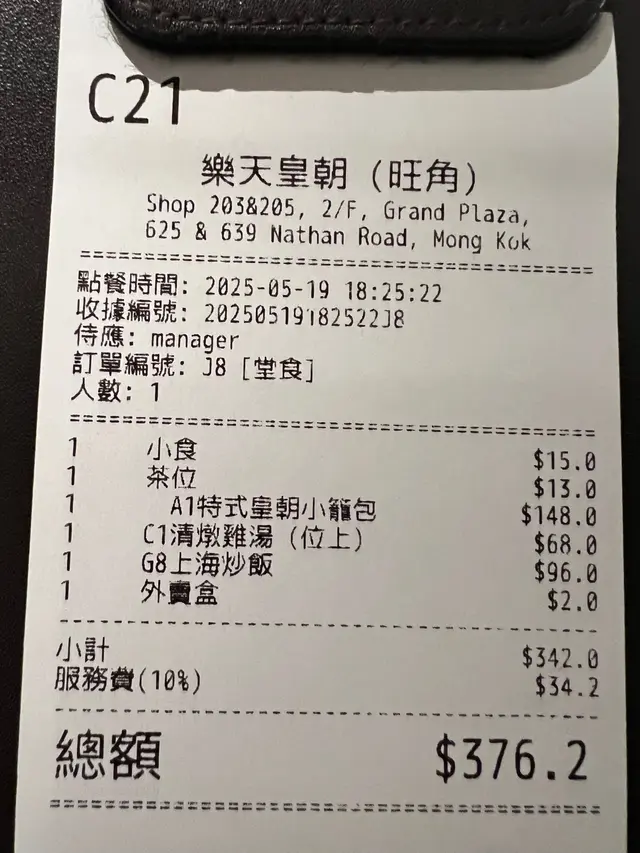 C21
樂天皇朝 (旺角)
Shop 203&205, 2/F, Grand Plaza,
625 & 639 Nathan Road, Mong Kok
點餐時間: 2025-05-19 18:25:22
收據編號: 20250519182522J8
侍應: manager
訂單編號: J8 [堂食]
人數: 1
1 小食 $15.0
1 茶位 $13.0
1 A1特式皇朝小籠包 $148.0
1 C1清燉雞湯 (位上) $68.0
1 G8上海炒飯 $96.0
1 外賣盒 $2.0
小計 $342.0
服務費(10%) $34.2
總額 $376.2